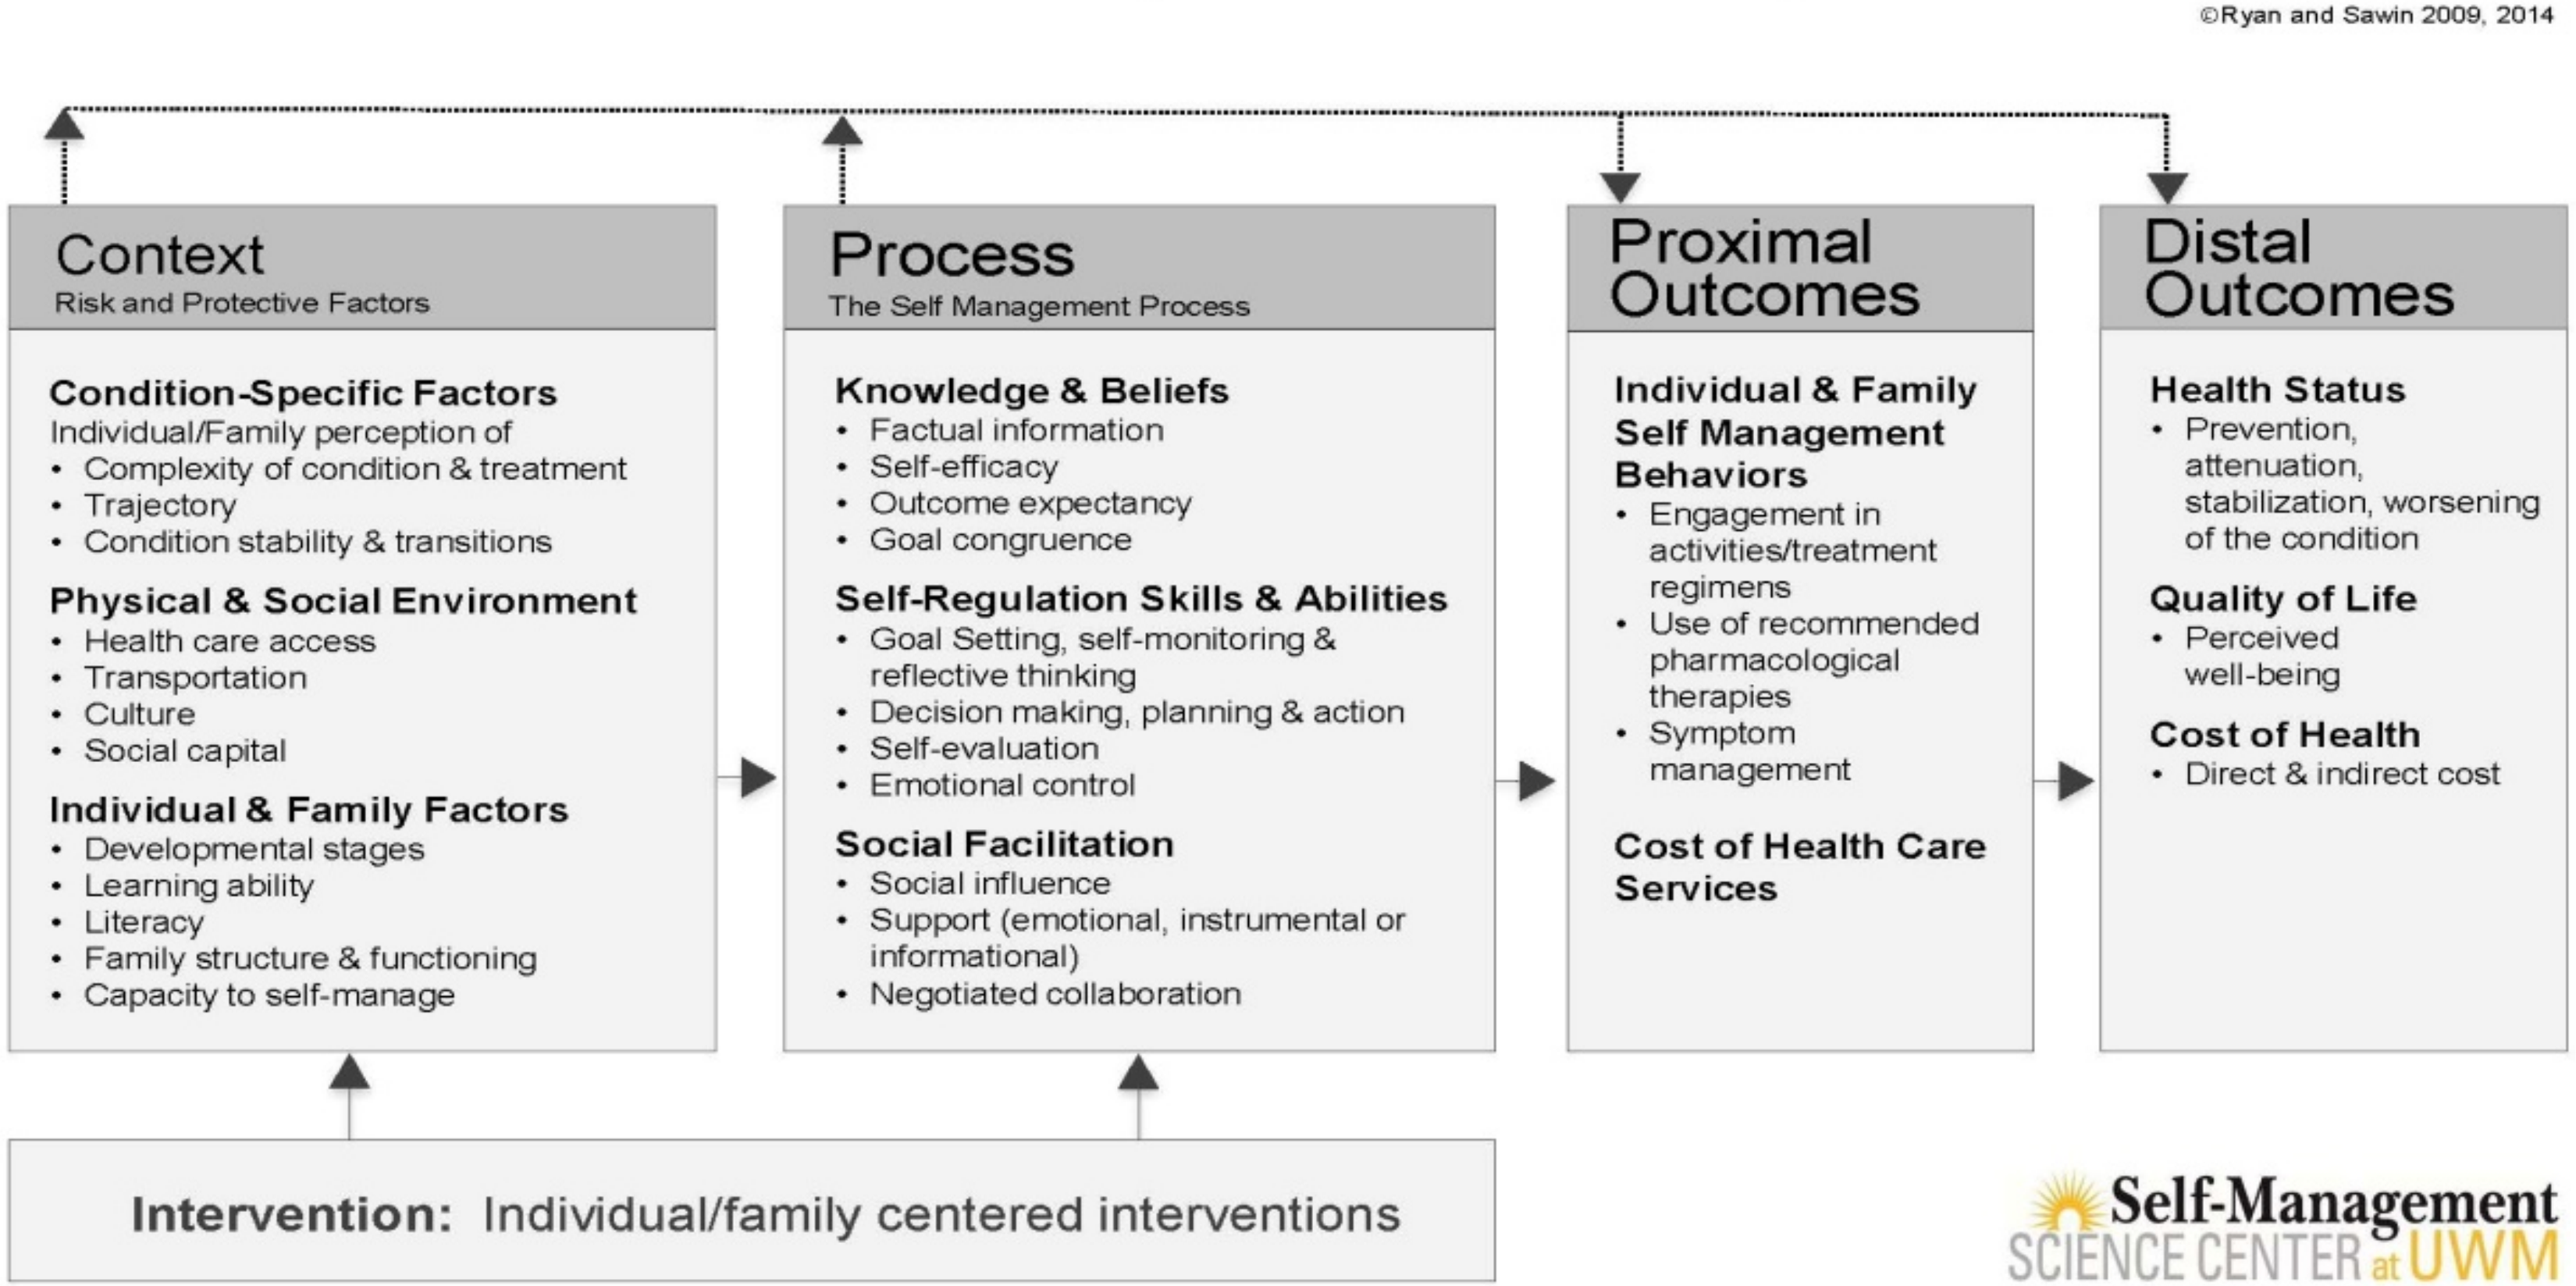 ©Ryan and Sawin 2009, 2014
Context
Risk and Protective Factors
Condition-Specific Factors
Individual/Family perception of
• Complexity of condition & treatment
• Trajectory
• Condition stability & transitions
Physical & Social Environment
• Health care access
• Transportation
• Culture
• Social capital
Individual & Family Factors
• Developmental stages
• Learning ability
• Literacy
• Family structure & functioning
• Capacity to self-manage
Process
The Self Management Process
Knowledge & Beliefs
• Factual information
• Self-efficacy
• Outcome expectancy
• Goal congruence
Self-Regulation Skills & Abilities
• Goal Setting, self-monitoring &
reflective thinking
• Decision making, planning & action
• Self-evaluation
• Emotional control
Social Facilitation
• Social influence
• Support (emotional, instrumental or
informational)
• Negotiated collaboration
Proximal
Outcomes
Individual & Family
Self Management
Behaviors
• Engagement in
activities/treatment
regimens
• Use of recommended
pharmacological
therapies
• Symptom
management
Cost of Health Care
Services
Distal
Outcomes
Health Status
• Prevention,
attenuation,
stabilization, worsening
of the condition
Quality of Life
• Perceived
well-being
Cost of Health
• Direct & indirect cost
Intervention: Individual/family centered interventions
Self-Management
SCIENCE CENTER at UWM